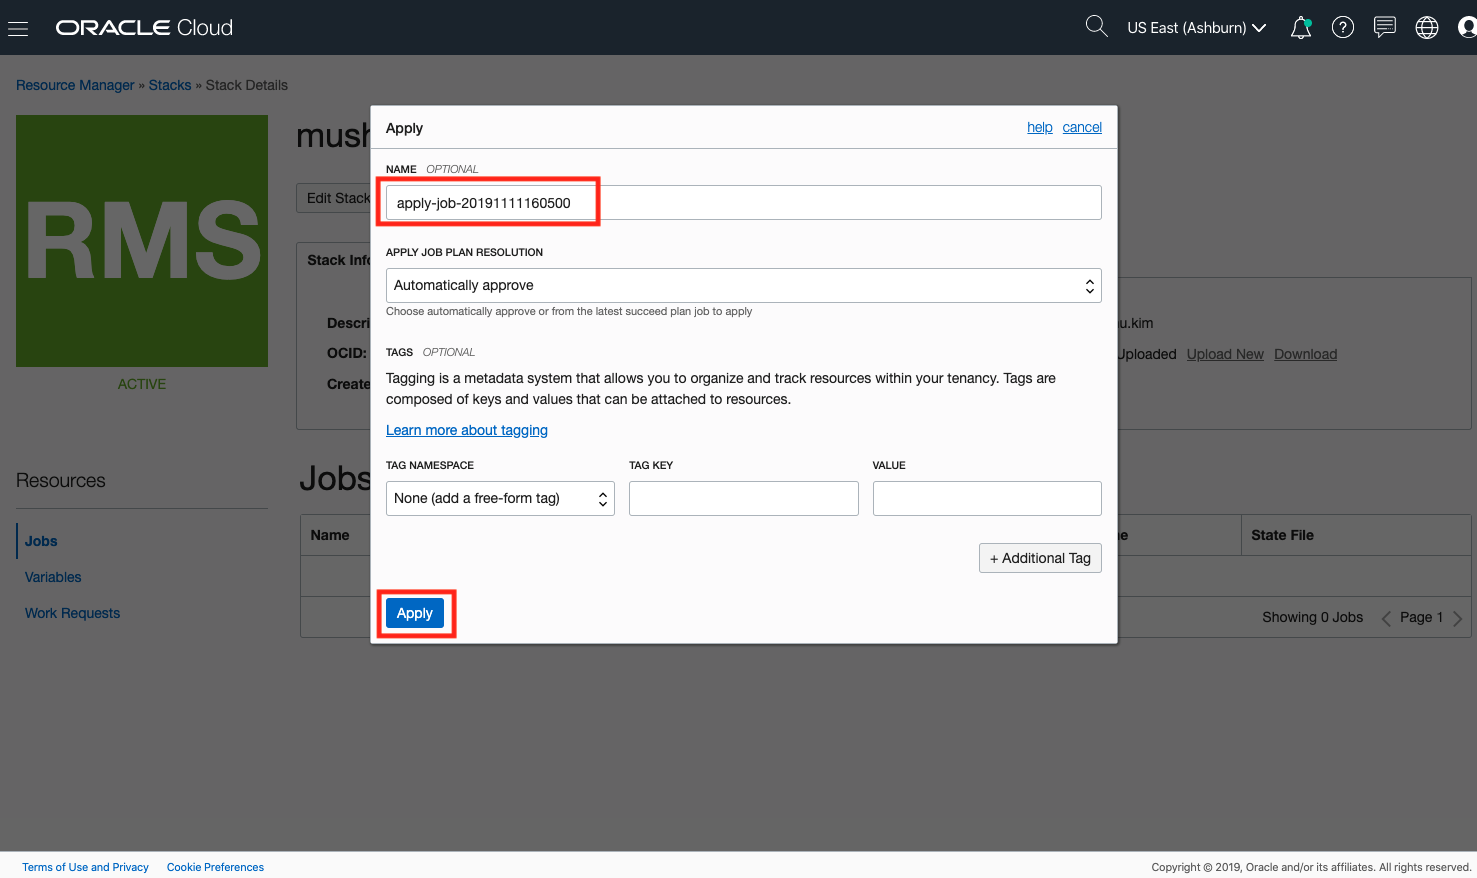 ORACLE Cloud
US East (Ashburn)
Resource Manager » Stacks » Stack Details
RMS
ACTIVE
Edit Stack
Stack Info
OCID:
Uploaded Upload New Download
Resources
Jobs
Variables
Work Requests
Jobs
Name
State File
Showing 0 Jobs
Page 1
Apply
help cancel
NAME OPTIONAL
apply-job-20191111160500
APPLY JOB PLAN RESOLUTION
Automatically approve
Choose automatically approve or from the latest succeed plan job to apply
TAGS OPTIONAL
Tagging is a metadata system that allows you to organize and track resources within your tenancy. Tags are
composed of keys and values that can be attached to resources.
Learn more about tagging
TAG NAMESPACE TAG KEY VALUE
None (add a free-form tag)
+ Additional Tag
Apply
Terms of Use and Privacy Cookie Preferences
Copyright © 2019, Oracle and/or its affiliates. All rights reserved.